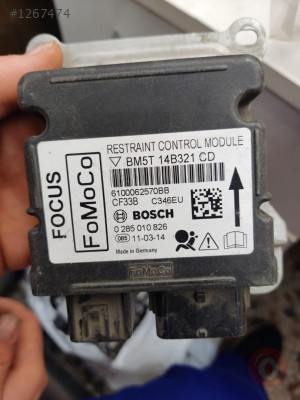 #1267474
RESTRAINT CONTROL MODULE
BM5T 14B321 CD
6100062570BB
CF33B C346EU
BOSCH
0 285 010 826
DBS 11-03-14
Made in Germany
FOCUS
FoMoCo
FoMoCo